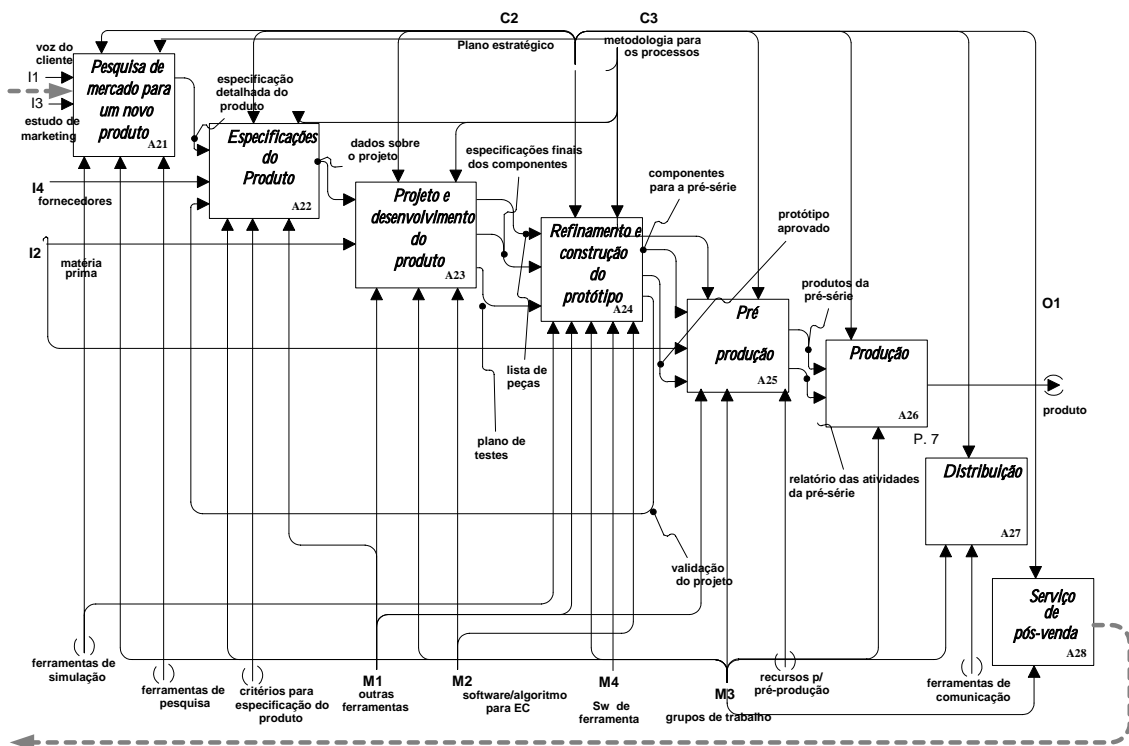 C2
C3
Plano estratégico
metodologia para
os processos
voz do
cliente
I1
I3
estudo de
marketing
Pesquisa de
mercado para
um novo
produto
A21
especificação
detalhada do
produto
Especificações
do
Produto
A22
dados sobre
o projeto
I4
fornecedores
I2
matéria
prima
Projeto e
desenvolvimento
do
produto
A23
especificações finais
dos componentes
Refinamento e
construção
do
protótipo
A24
componentes
para a pré-série
protótipo
aprovado
lista de
peças
plano de
testes
Pré
produção
A25
produtos da
pré-série
Produção
A26
P. 7
O1
produto
relatório das atividades
da pré-série
Distribuição
A27
validação
do projeto
Serviço
de
pós-venda
A28
ferramentas de
simulação
ferramentas de
pesquisa
critérios para
especificação do
produto
M1
outras
ferramentas
M2
software/algoritmo
para EC
M4
Sw de
ferramenta
M3
grupos de trabalho
recursos p/
pré-produção
ferramentas de
comunicação